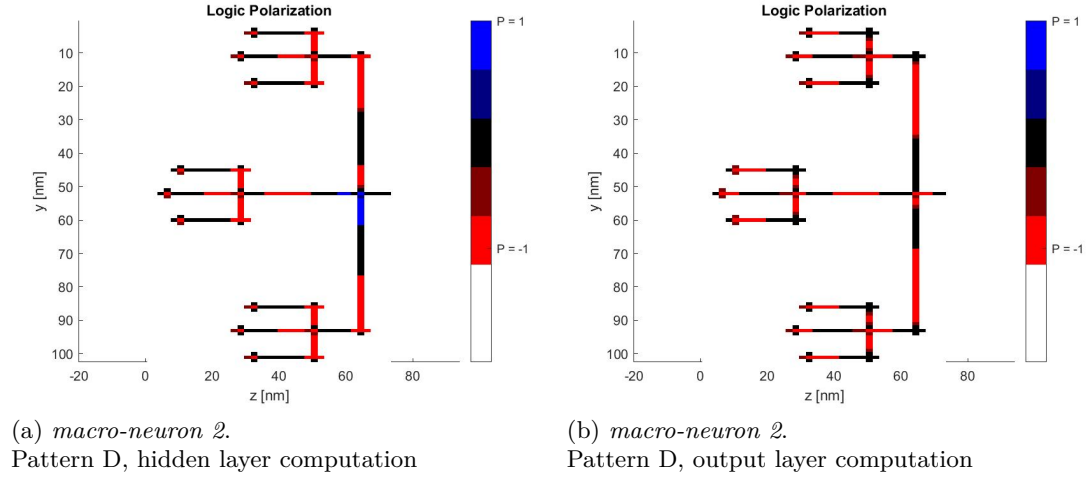 Logic Polarization
P = 1
10
20
30
40
50
60
70
80
90
100
y [nm]
P = -1
-20
0
20
40
60
80
z [nm]
(a) macro-neuron 2.
Pattern D, hidden layer computation
Logic Polarization
P = 1
10
20
30
40
50
60
70
80
90
100
y [nm]
P = -1
-20
0
20
40
60
80
z [nm]
(b) macro-neuron 2.
Pattern D, output layer computation